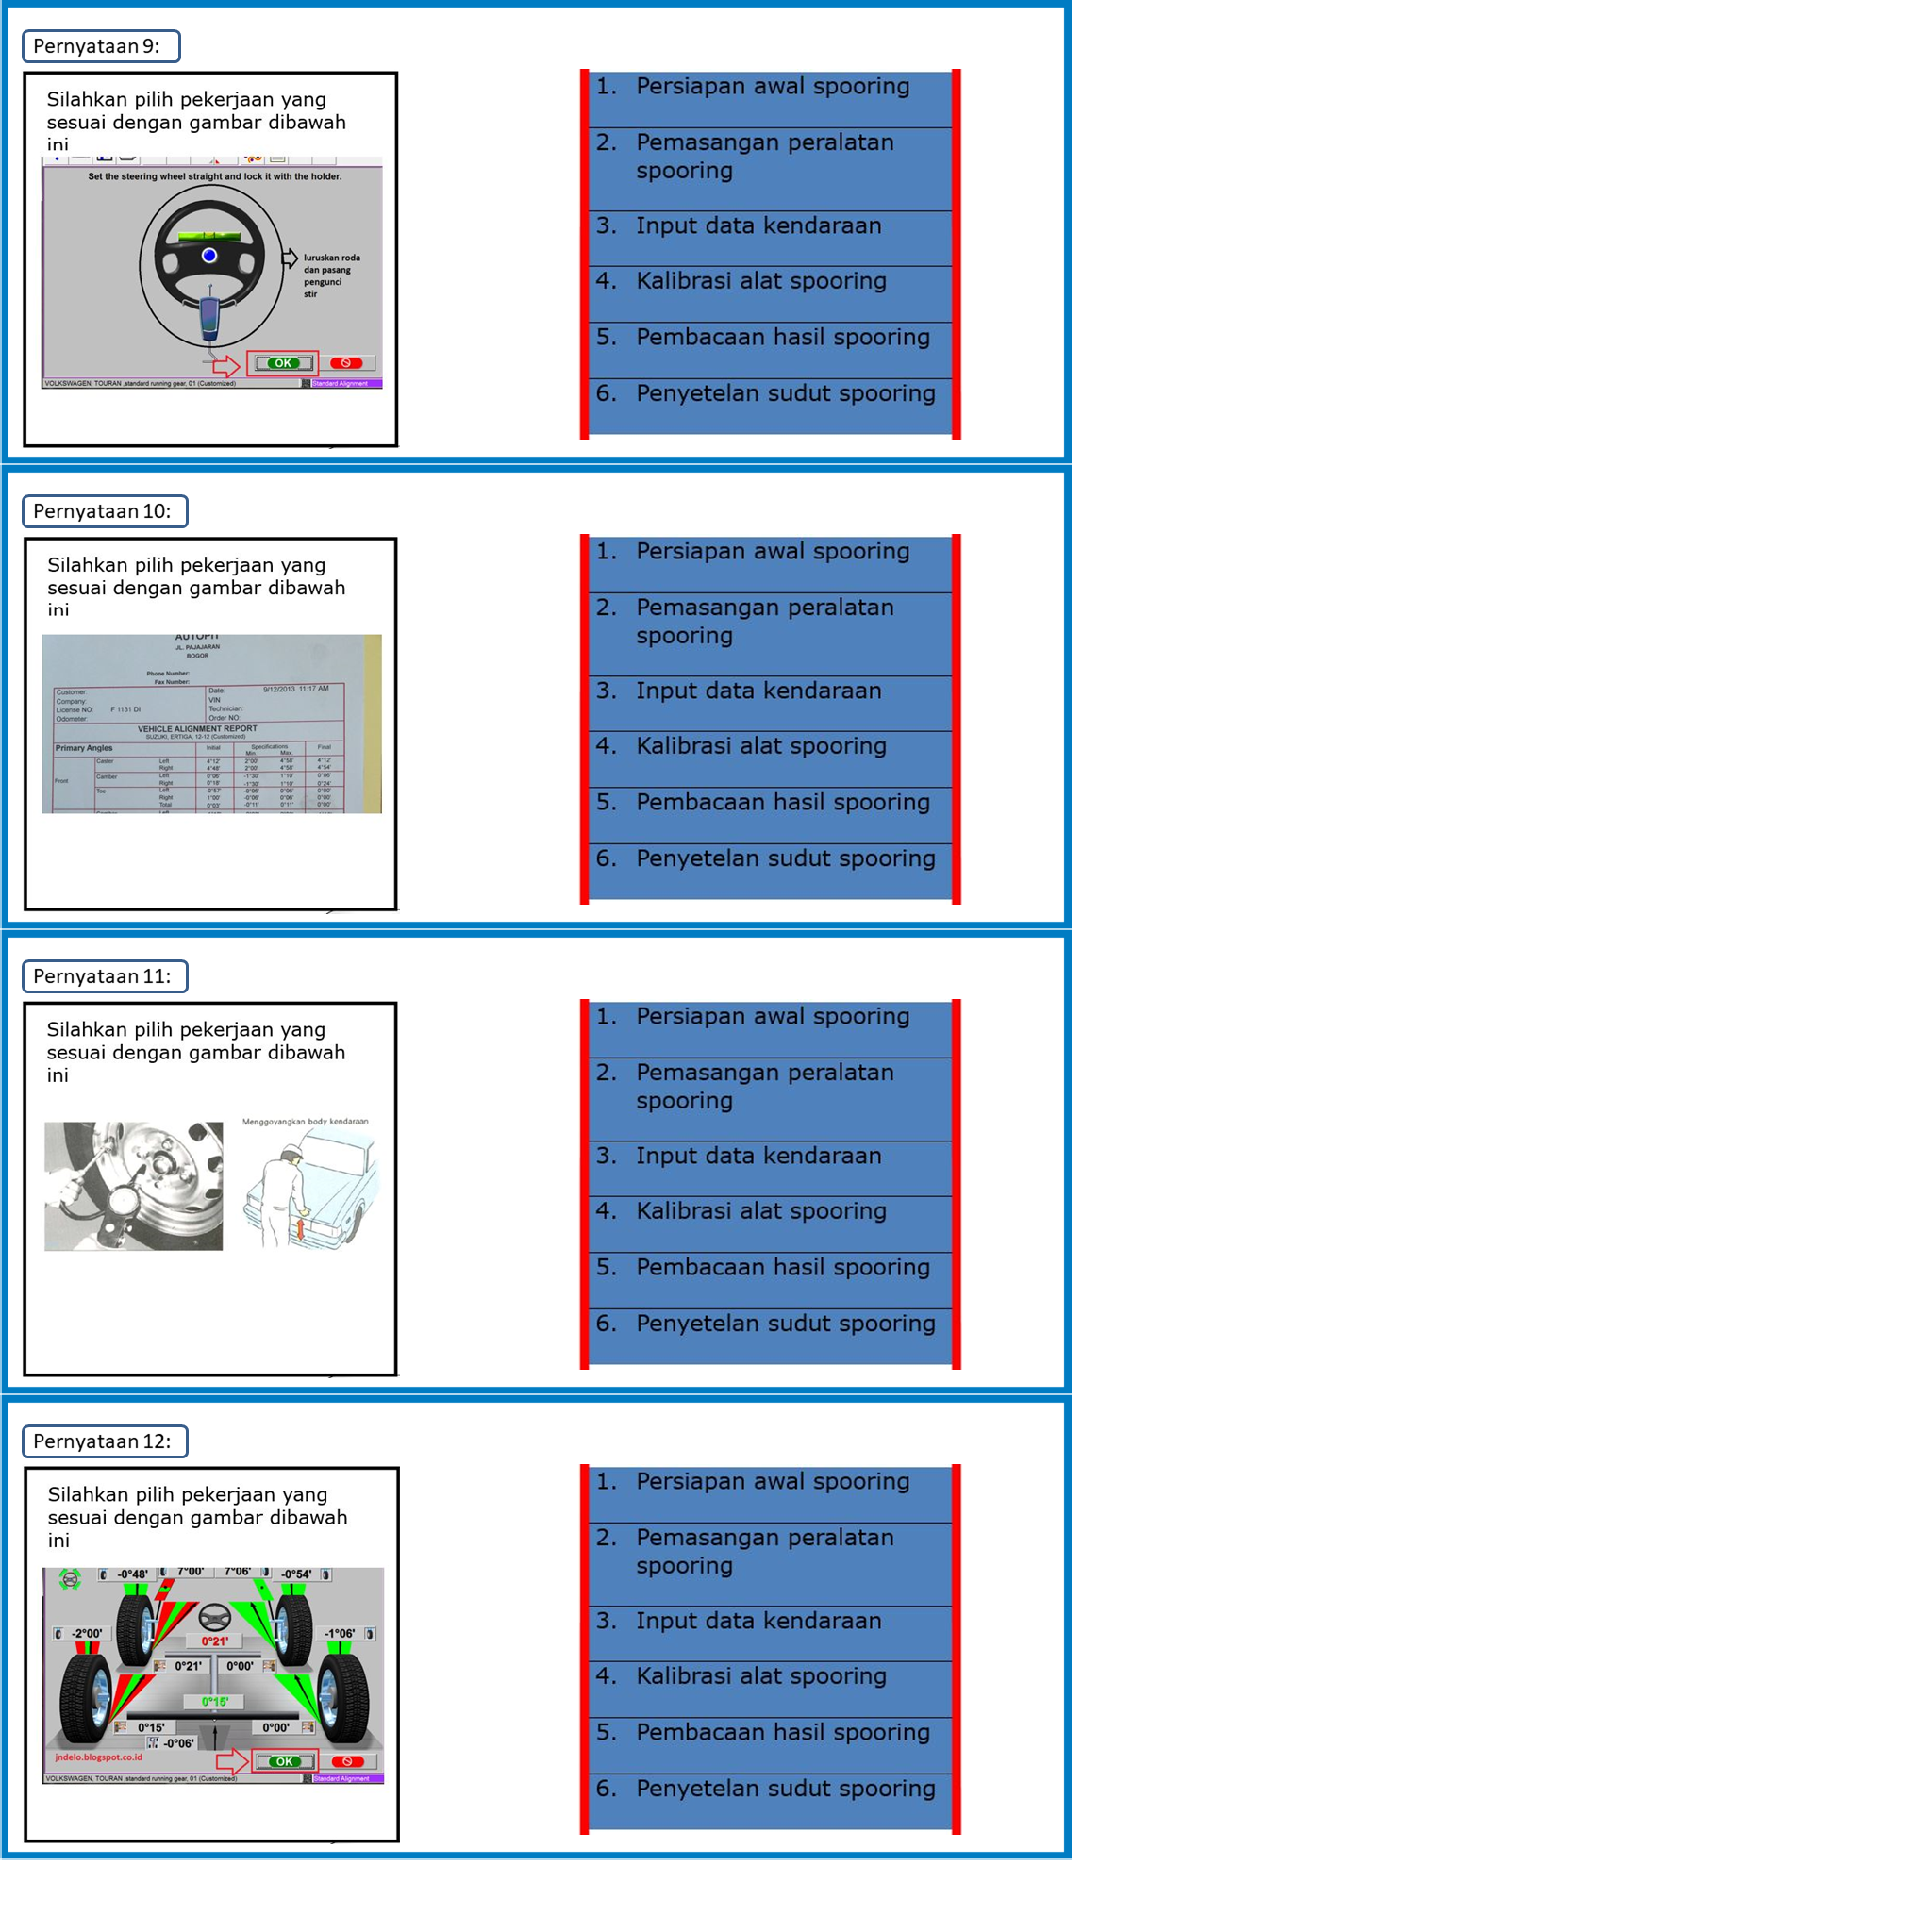 Pernyataan 9:
Silahkan pilih pekerjaan yang
sesuai dengan gambar dibawah
ini
Set the steering wheel straight and lock it with the holder.
luruskan roda
dan pasang
pengunci
stir
OK
VOLKSWAGEN, TOURAN ,standard running gear, 01 (Customized)
Standard Alignment
1. Persiapan awal spooring
2. Pemasangan peralatan
spooring
3. Input data kendaraan
4. Kalibrasi alat spooring
5. Pembacaan hasil spooring
6. Penyetelan sudut spooring
Pernyataan 10:
Silahkan pilih pekerjaan yang
sesuai dengan gambar dibawah
ini
AUTOPIT
JL. PAJAJARAN
BOGOR
Phone Number:
Fax Number:
Customer:
Company:
License NO: F 1131 DI
Odometer:
Date: 9/12/2013 11:17 AM
VIN
Technician:
Order NO:
VEHICLE ALIGNMENT REPORT
SUZUKI, ERTIGA, 12-12 (Customized)
Primary Angles Initial Specifications Final
Min. Max.
Front
Caster Left 4°12' 2°00' 4°58' 4°12'
Right 4°48' 2°00' 4°58' 4°54'
Camber Left 0°06' -1°30' 1°10' 0°06'
Right 0°18' -1°30' 1°10' 0°24'
Toe Left -0°57' -0°06' 0°06' 0°00'
Right 1°00' -0°06' 0°06' 0°00'
Total 0°03' -0°11' 0°11' 0°00'
1. Persiapan awal spooring
2. Pemasangan peralatan
spooring
3. Input data kendaraan
4. Kalibrasi alat spooring
5. Pembacaan hasil spooring
6. Penyetelan sudut spooring
Pernyataan 11:
Silahkan pilih pekerjaan yang
sesuai dengan gambar dibawah
ini
Menggoyangkan body kendaraan
1. Persiapan awal spooring
2. Pemasangan peralatan
spooring
3. Input data kendaraan
4. Kalibrasi alat spooring
5. Pembacaan hasil spooring
6. Penyetelan sudut spooring
Pernyataan 12:
Silahkan pilih pekerjaan yang
sesuai dengan gambar dibawah
ini
-0°48' 7°00' 7°06' -0°54'
-2°00' -1°06'
0°21'
0°21' 0°00'
0°15'
0°15' 0°00'
-0°06'
jndelo.blogspot.co.id
OK
VOLKSWAGEN, TOURAN ,standard running gear, 01 (Customized)
Standard Alignment
1. Persiapan awal spooring
2. Pemasangan peralatan
spooring
3. Input data kendaraan
4. Kalibrasi alat spooring
5. Pembacaan hasil spooring
6. Penyetelan sudut spooring